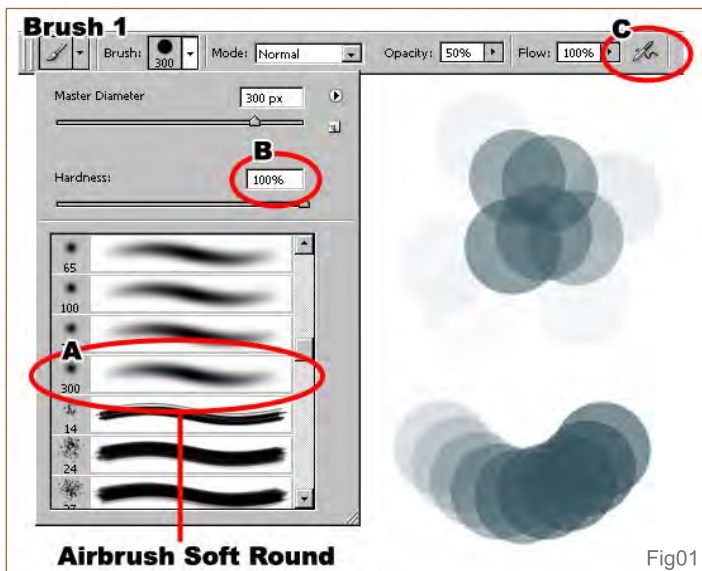 Brush 1
C
Brush: 300 Mode: Normal Opacity: 50% Flow: 100%
Master Diameter 300 px
B
Hardness: 100%
65
100
A
300
14
24
Airbrush Soft Round
Fig01